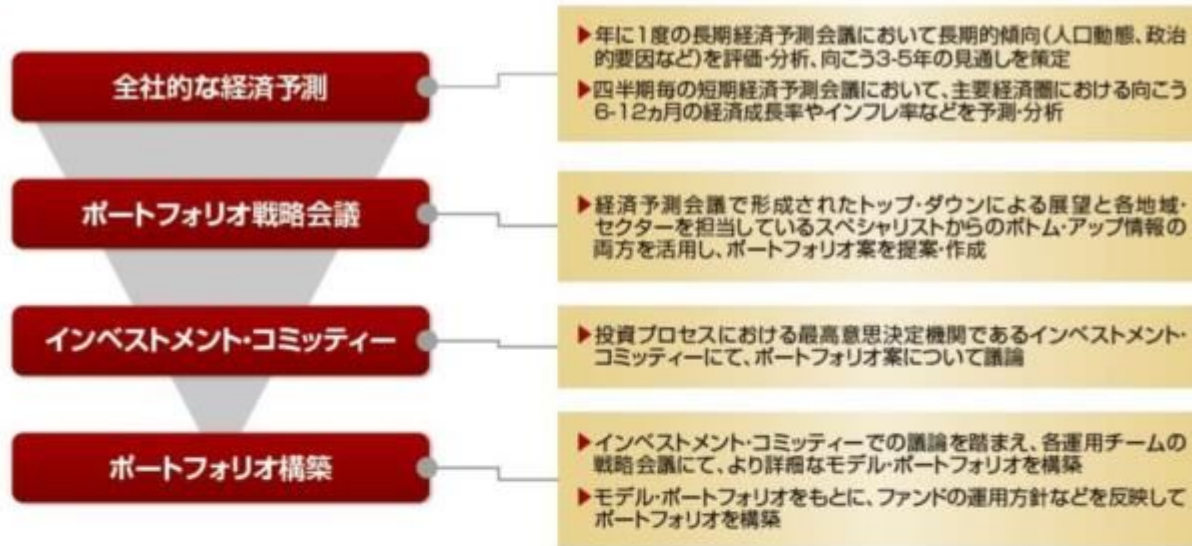 全社的な経済予測
▶年に1度の長期経済予測会議において長期的傾向(人口動態、政治
的要因など)を評価・分析、向こう3-5年の見通しを策定
▶四半期毎の短期経済予測会議において、主要経済圏における向こう
6-12ヵ月の経済成長率やインフレ率などを予測・分析
ポートフォリオ戦略会議
▶経済予測会議で形成されたトップ・ダウンによる展望と各地域・
セクターを担当しているスペシャリストからのボトム・アップ情報の
両方を活用し、ポートフォリオ案を提案・作成
インベストメント・コミッティー
▶投資プロセスにおける最高意思決定機関であるインベストメント・
コミッティーにて、ポートフォリオ案について議論
ポートフォリオ構築
▶インベストメント・コミッティーでの議論を踏まえ、各運用チームの
戦略会議にて、より詳細なモデル・ポートフォリオを構築
▶モデル・ポートフォリオをもとに、ファンドの運用方針などを反映して
ポートフォリオを構築